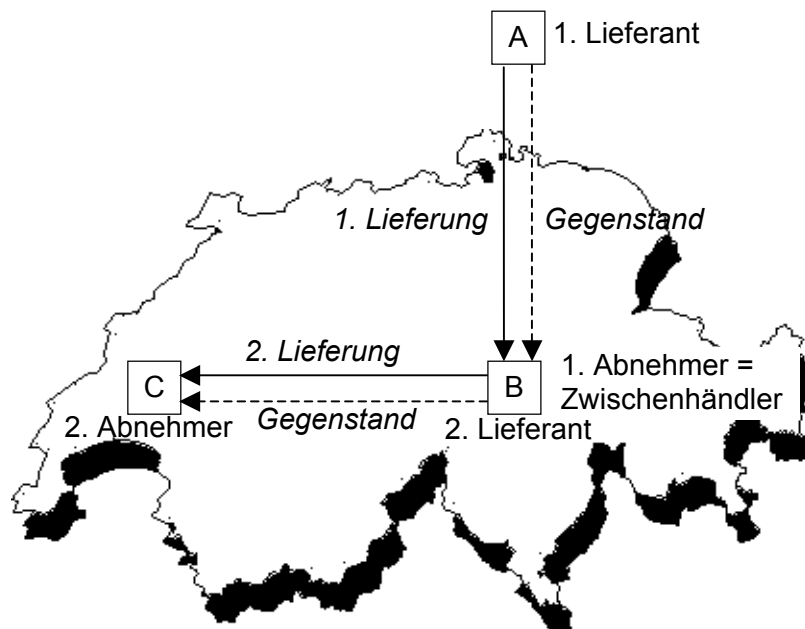 A
1. Lieferant
1. Lieferung
Gegenstand
2. Lieferung
C
B
1. Abnehmer =
Zwischenhändler
Gegenstand
2. Abnehmer
2. Lieferant